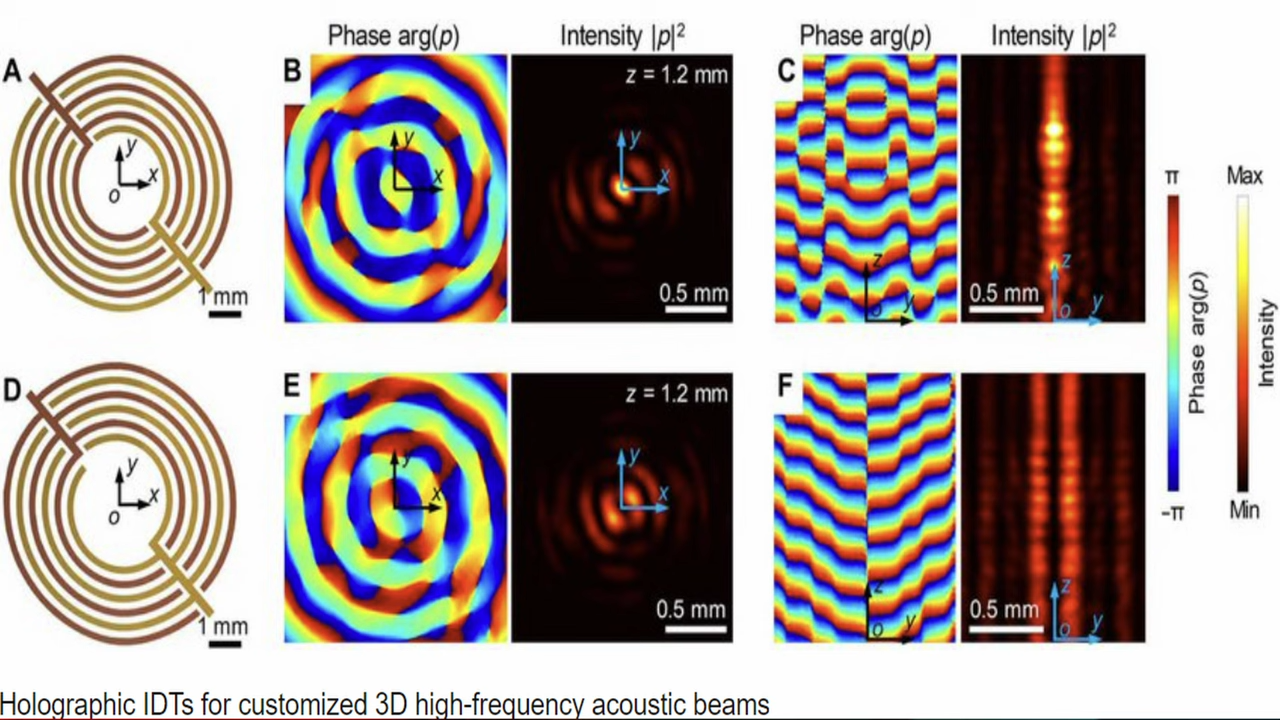 Phase arg(p)
Intensity |p|²
Phase arg(p)
Intensity |p|²
A
y
x
o
1 mm
B
y
x
z = 1.2 mm
y
x
0.5 mm
C
z
o
y
z
o
y
0.5 mm
π
Phase arg(p)
-π
Max
Intensity
Min
D
y
x
o
1 mm
E
y
x
z = 1.2 mm
y
x
0.5 mm
F
z
o
y
z
o
y
0.5 mm
Holographic IDTs for customized 3D high-frequency acoustic beams